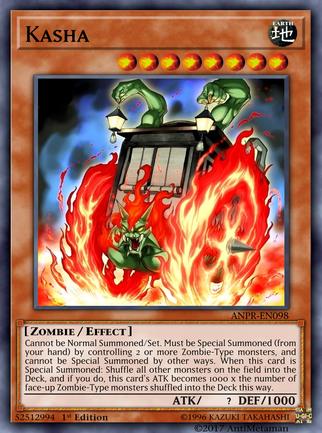 Kasha
EARTH
地
ANPR-EN098
[ZOMBIE / EFFECT]
Cannot be Normal Summoned/Set. Must be Special Summoned (from
your hand) by controlling 2 or more Zombie-Type monsters, and
cannot be Special Summoned by other ways. When this card is
Special Summoned: Shuffle all other monsters on the field into the
Deck, and if you do, this card's ATK becomes 1000 x the number of
face-up Zombie-Type monsters shuffled into the Deck this way.
ATK/ ? DEF/1000
52512994 1st Edition ©1996 KAZUKI TAKAHASHI
©2017 AntiMetaman